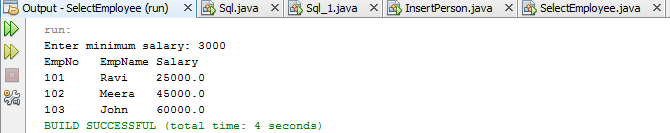 Output - SelectEmployee (run) Sql.java Sql_1.java InsertPerson.java SelectEmployee.java
run:
Enter minimum salary: 3000
EmpNo EmpName Salary
101 Ravi 25000.0
102 Meera 45000.0
103 John 60000.0
BUILD SUCCESSFUL (total time: 4 seconds)